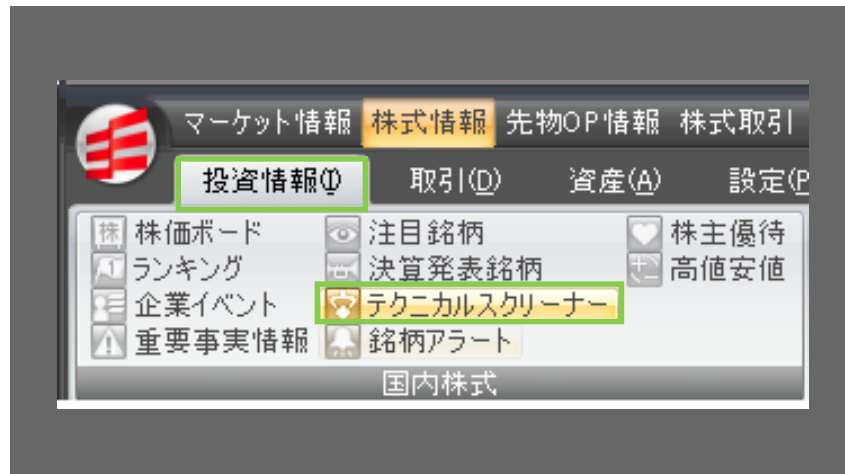 マーケット情報 株式情報 先物OP情報 株式取引
投資情報(I) 取引(D) 資産(A) 設定(P
株価ボード 注目銘柄 株主優待
ランキング 決算発表銘柄 高値安値
企業イベント テクニカルスクリーナー
重要事実情報 銘柄アラート
国内株式